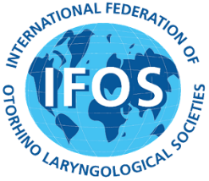 INTERNATIONAL FEDERATION OF
IFOS
OTORHINO LARYNGOLOGICAL SOCIETIES